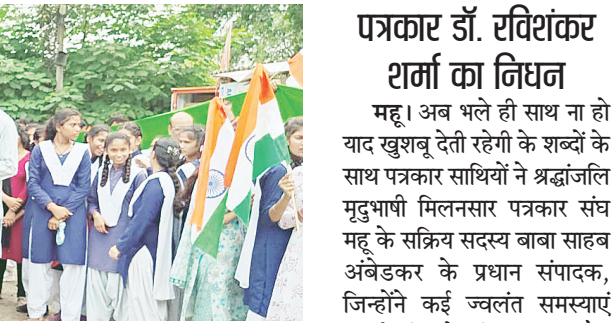 पत्रकार डॉ. रविशंकर
शर्मा का निधन
महू। अब भले ही साथ ना हो
याद खुशबू देती रहेगी के शब्दों के
साथ पत्रकार साथियों ने श्रद्धांजलि
मृदुभाषी मिलनसार पत्रकार संघ
महू के सक्रिय सदस्य बाबा साहब
अंबेडकर के प्रधान संपादक,
जिन्होंने कई ज्वलंत समस्याएं